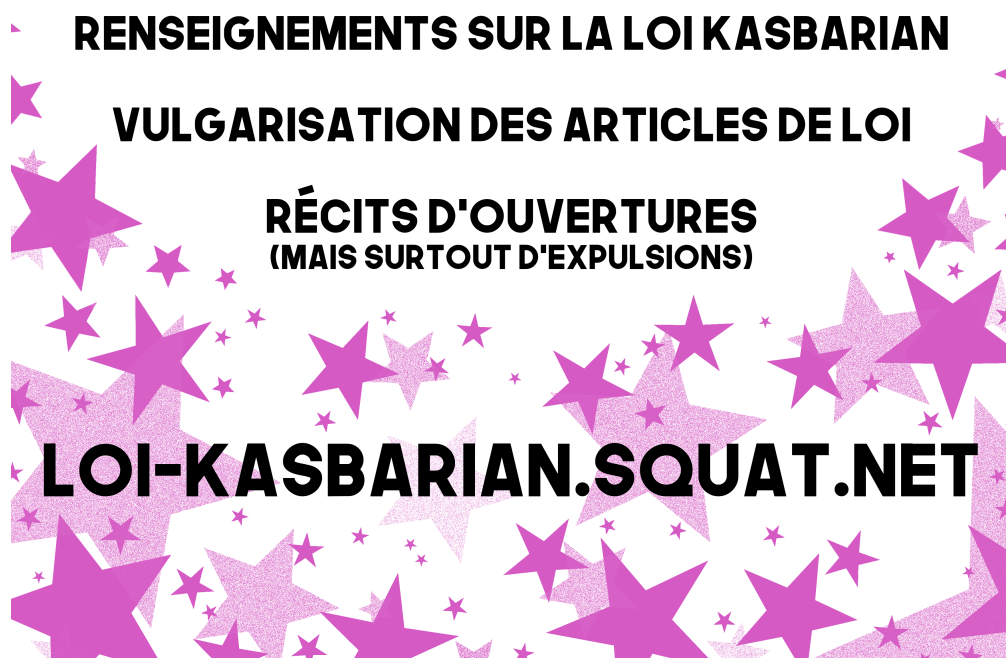 RENSEIGNEMENTS SUR LA LOI KASBARIAN
VULGARISATION DES ARTICLES DE LOI
RÉCITS D'OUVERTURES
(MAIS SURTOUT D'EXPULSIONS)
LOI-KASBARIAN.SQUAT.NET